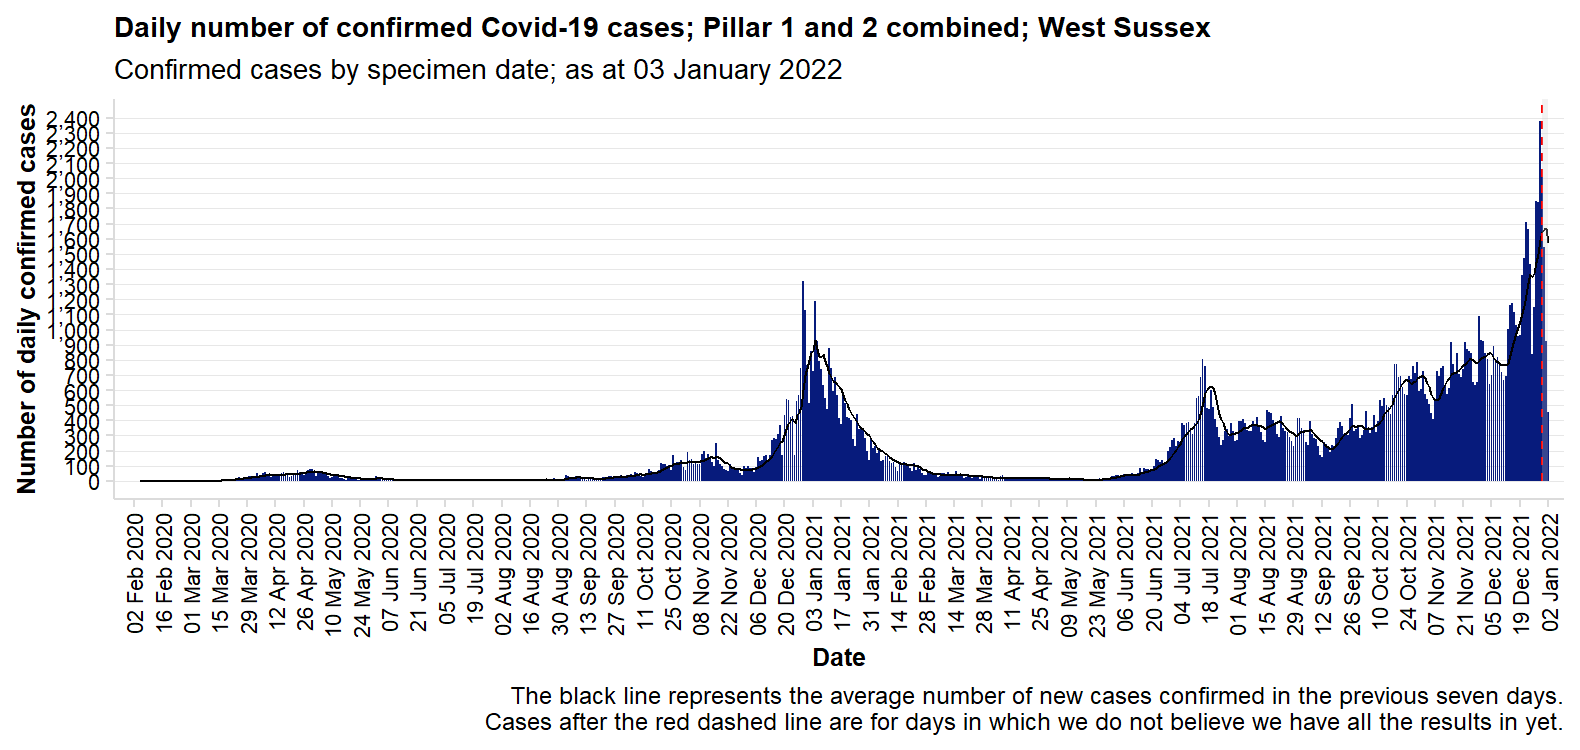 Daily number of confirmed Covid-19 cases; Pillar 1 and 2 combined; West Sussex
Confirmed cases by specimen date; as at 03 January 2022
Number of daily confirmed cases
2,400
2,300
2,200
2,100
2,000
1,900
1,800
1,700
1,600
1,500
1,400
1,300
1,200
1,100
1,000
900
800
700
600
500
400
300
200
100
0
02 Feb 2020
16 Feb 2020
01 Mar 2020
15 Mar 2020
29 Mar 2020
12 Apr 2020
26 Apr 2020
10 May 2020
24 May 2020
07 Jun 2020
21 Jun 2020
05 Jul 2020
19 Jul 2020
02 Aug 2020
16 Aug 2020
30 Aug 2020
13 Sep 2020
27 Sep 2020
11 Oct 2020
25 Oct 2020
08 Nov 2020
22 Nov 2020
06 Dec 2020
20 Dec 2020
03 Jan 2021
17 Jan 2021
31 Jan 2021
14 Feb 2021
28 Feb 2021
14 Mar 2021
28 Mar 2021
11 Apr 2021
25 Apr 2021
09 May 2021
23 May 2021
06 Jun 2021
20 Jun 2021
04 Jul 2021
18 Jul 2021
01 Aug 2021
15 Aug 2021
29 Aug 2021
12 Sep 2021
26 Sep 2021
10 Oct 2021
24 Oct 2021
07 Nov 2021
21 Nov 2021
05 Dec 2021
19 Dec 2021
02 Jan 2022
Date
The black line represents the average number of new cases confirmed in the previous seven days.
Cases after the red dashed line are for days in which we do not believe we have all the results in yet.